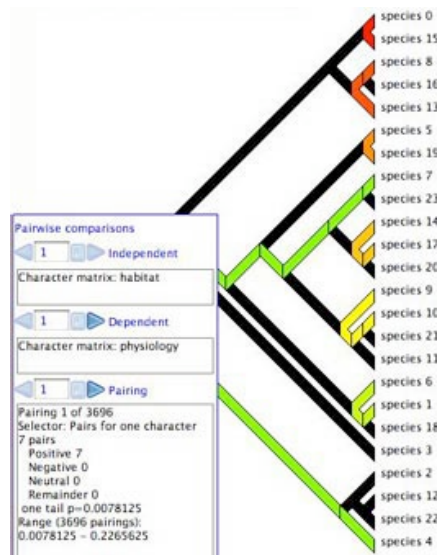 species 0
species 15
species 8
species 16
species 13
species 5
species 19
species 7
species 23
species 14
species 17
species 20
species 9
species 10
species 21
species 11
species 6
species 1
species 18
species 3
species 2
species 12
species 22
species 4
Pairwise comparisons
1 Independent
Character matrix: habitat
1 Dependent
Character matrix: physiology
1 Pairing
Pairing 1 of 3696
Selector: Pairs for one character
7 pairs
Positive 7
Negative 0
Neutral 0
Remainder 0
one tail p=0.0078125
Range (3696 pairings):
0.0078125 - 0.2265625